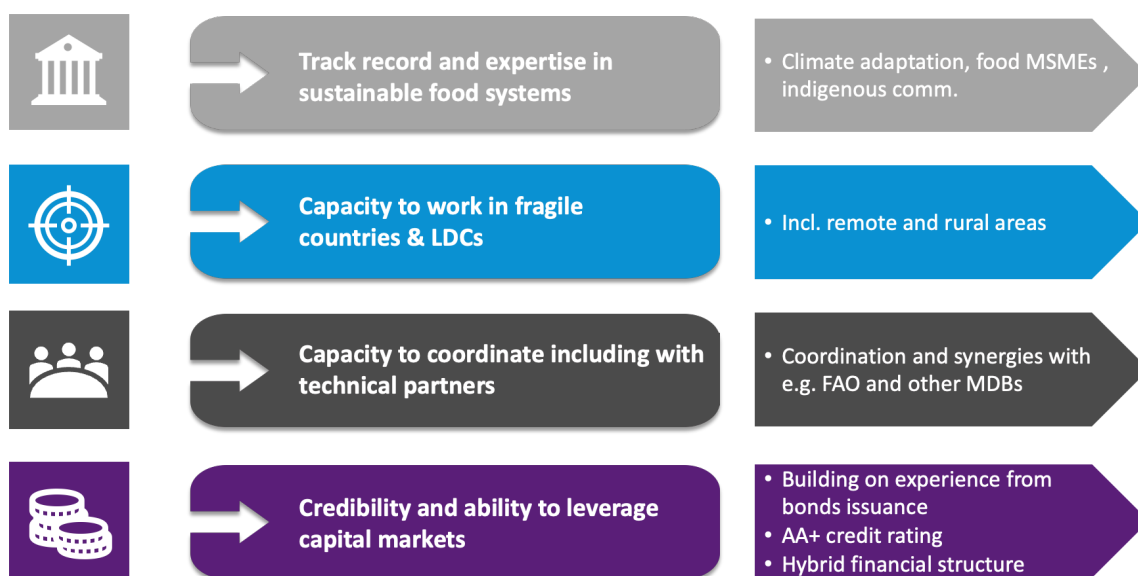 Track record and expertise in
sustainable food systems
• Climate adaptation, food MSMEs ,
indigenous comm.
Capacity to work in fragile
countries & LDCs
• Incl. remote and rural areas
Capacity to coordinate including with
technical partners
• Coordination and synergies with
e.g. FAO and other MDBs
Credibility and ability to leverage
capital markets
• Building on experience from
bonds issuance
• AA+ credit rating
• Hybrid financial structure